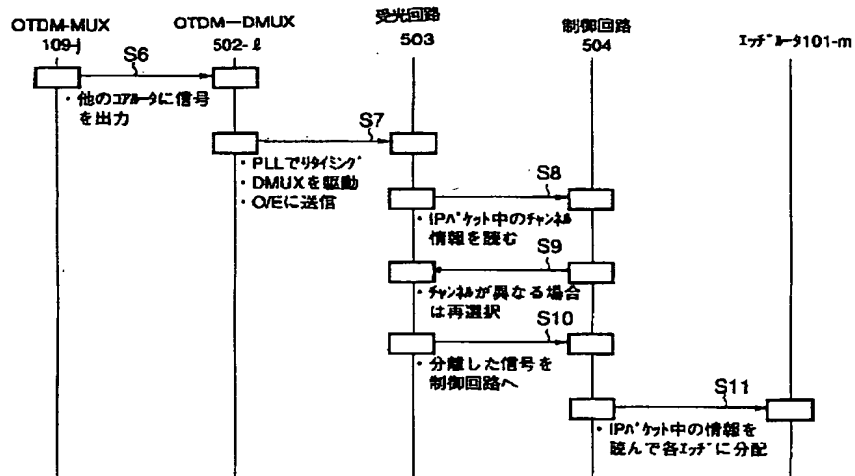 OTDM-MUX
109-j
OTDM—DMUX
502-ℓ
受光回路
503
制御回路
504
ｴｯｼﾞﾙｰﾀ101-m
S6
・他のｺｱﾙｰﾀに信号
を出力
S7
・PLLでﾘﾀｲﾐﾝｸﾞ
・DMUXを駆動
・O/Eに送信
S8
・IPﾊﾟｹｯﾄ中のﾁｬﾝﾈﾙ
情報を読む
S9
・ﾁｬﾝﾈﾙが異なる場合
は再選択
S10
・分離した信号を
制御回路へ
S11
・IPﾊﾟｹｯﾄ中の情報を
読んで各ｴｯｼﾞに分配